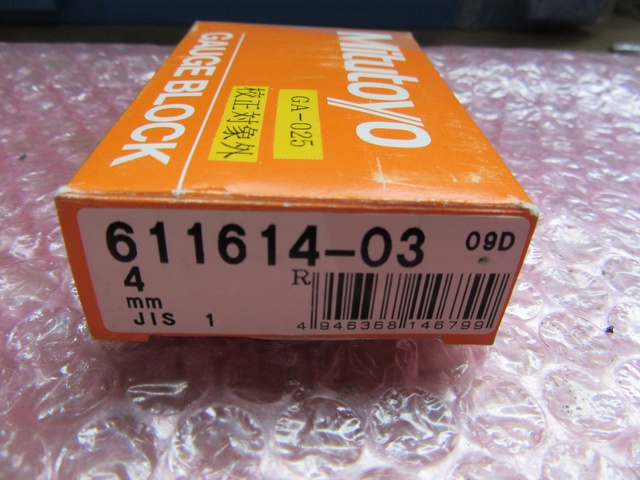 Mitutoyo
GAUGE BLOCK
GA-025
校正対象外
611614-03
09D
4
mm
JIS 1
R
4 946368 146799